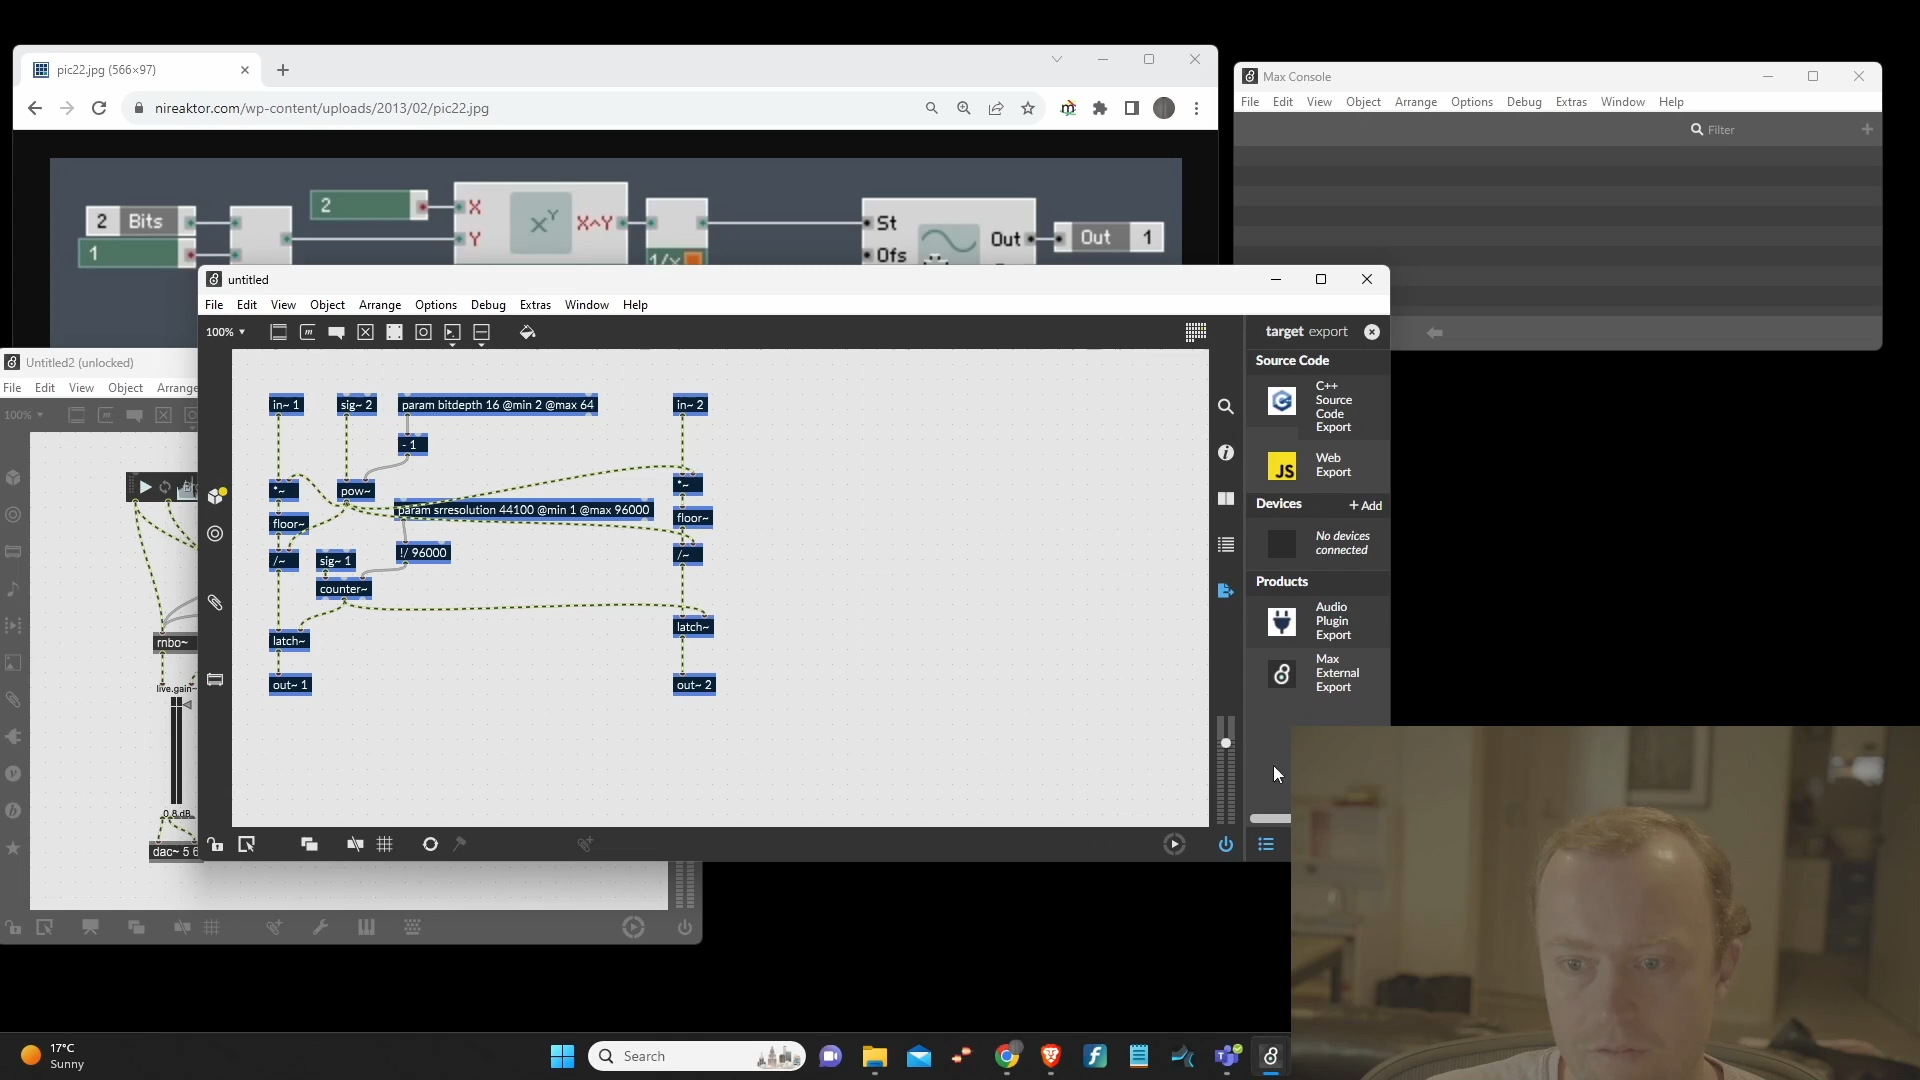 pic22.jpg (566×97)
nireaktor.com/wp-content/uploads/2013/02/pic22.jpg
2 Bits
1
2
X
Y
X^Y
1/x
St
Ofs
Out
Out 1
Max Console
File Edit View Object Arrange Options Debug Extras Window Help
Filter
untitled
File Edit View Object Arrange Options Debug Extras Window Help
100%
target export
Source Code
C++
Source
Code
Export
Web
Export
Devices
+ Add
No devices
connected
Products
Audio
Plugin
Export
Max
External
Export
in~ 1
sig~ 2
param bitdepth 16 @min 2 @max 64
in~ 2
- 1
*~
pow~
*~
param srresolution 44100 @min 1 @max 96000
floor~
floor~
!/ 96000
/~
sig~ 1
/~
counter~
latch~
latch~
out~ 1
out~ 2
Untitled2 (unlocked)
File Edit View Object Arrange
100%
rnbo~
live.gain~
0.8 dB
dac~ 5 6
17°C
Sunny
Search